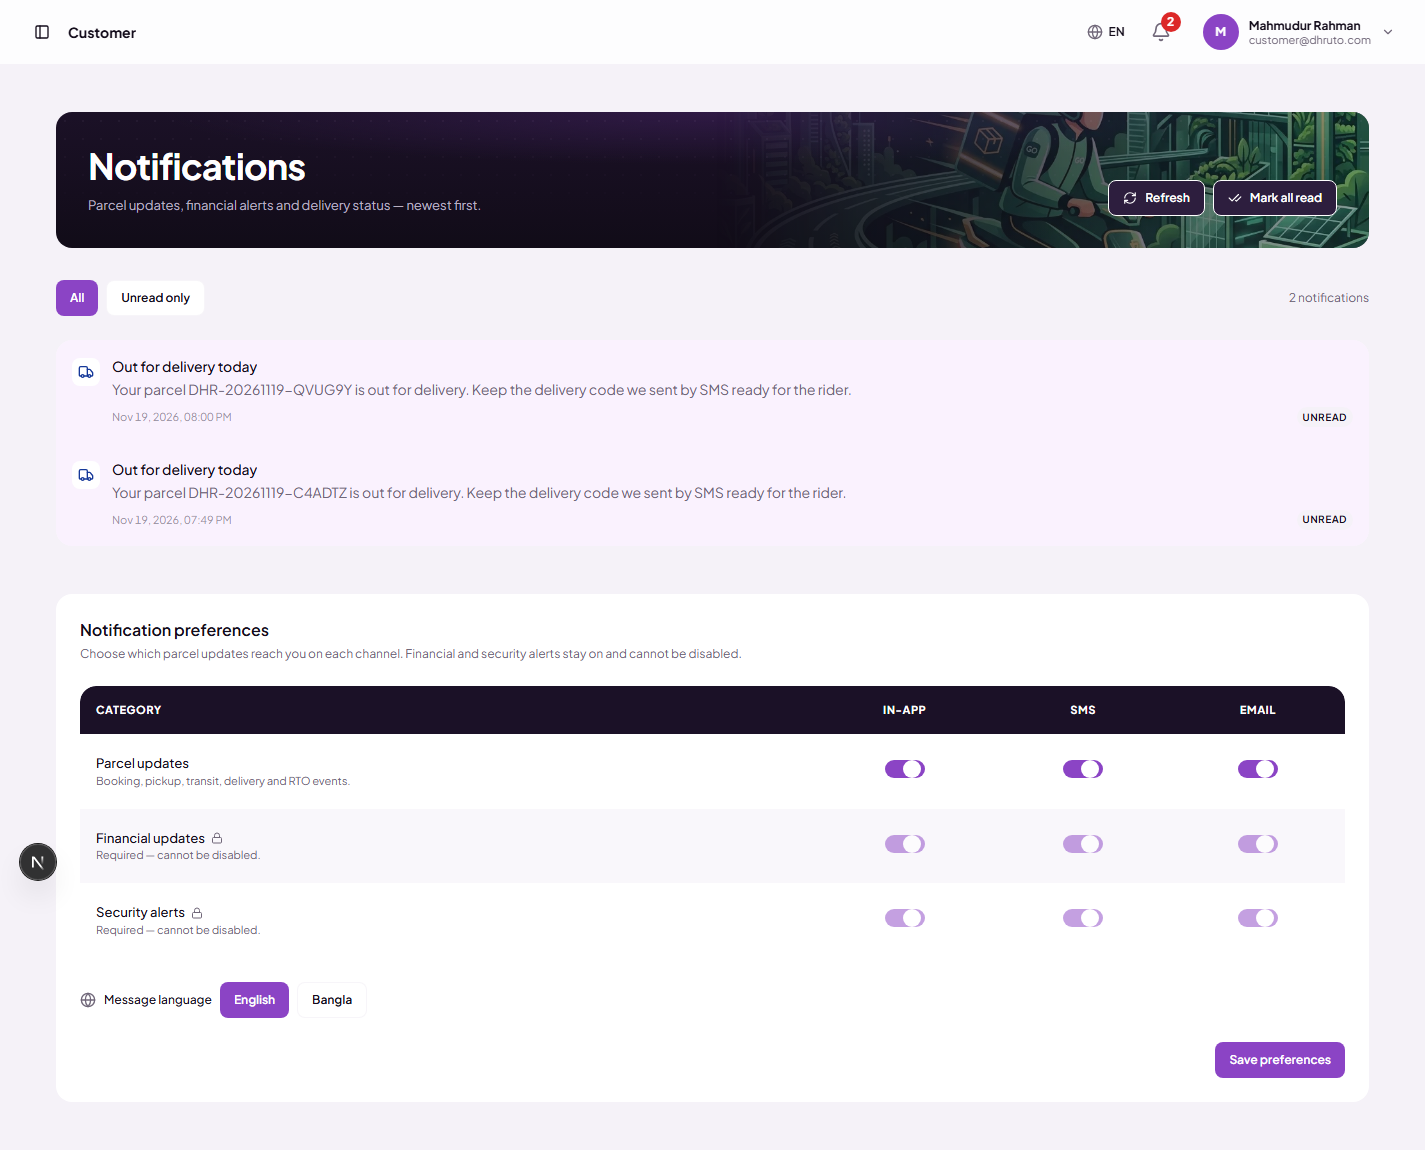 Customer
EN
2
M
Mahmudur Rahman
customer@dhruto.com
Notifications
Parcel updates, financial alerts and delivery status — newest first.
GO
GO
Refresh
Mark all read
All
Unread only
2 notifications
Out for delivery today
Your parcel DHR-20261119-QVUG9Y is out for delivery. Keep the delivery code we sent by SMS ready for the rider.
Nov 19, 2026, 08:00 PM
UNREAD
Out for delivery today
Your parcel DHR-20261119-C4ADTZ is out for delivery. Keep the delivery code we sent by SMS ready for the rider.
Nov 19, 2026, 07:49 PM
UNREAD
Notification preferences
Choose which parcel updates reach you on each channel. Financial and security alerts stay on and cannot be disabled.
CATEGORY
IN-APP
SMS
EMAIL
Parcel updates
Booking, pickup, transit, delivery and RTO events.
Financial updates
Required — cannot be disabled.
N
Security alerts
Required — cannot be disabled.
Message language
English
Bangla
Save preferences